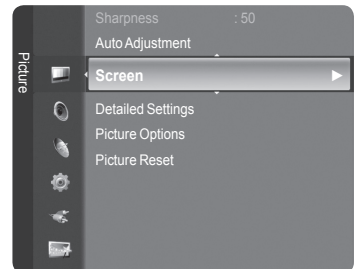 Picture
Sharpness : 50
Auto Adjustment
Screen
Detailed Settings
Picture Options
Picture Reset